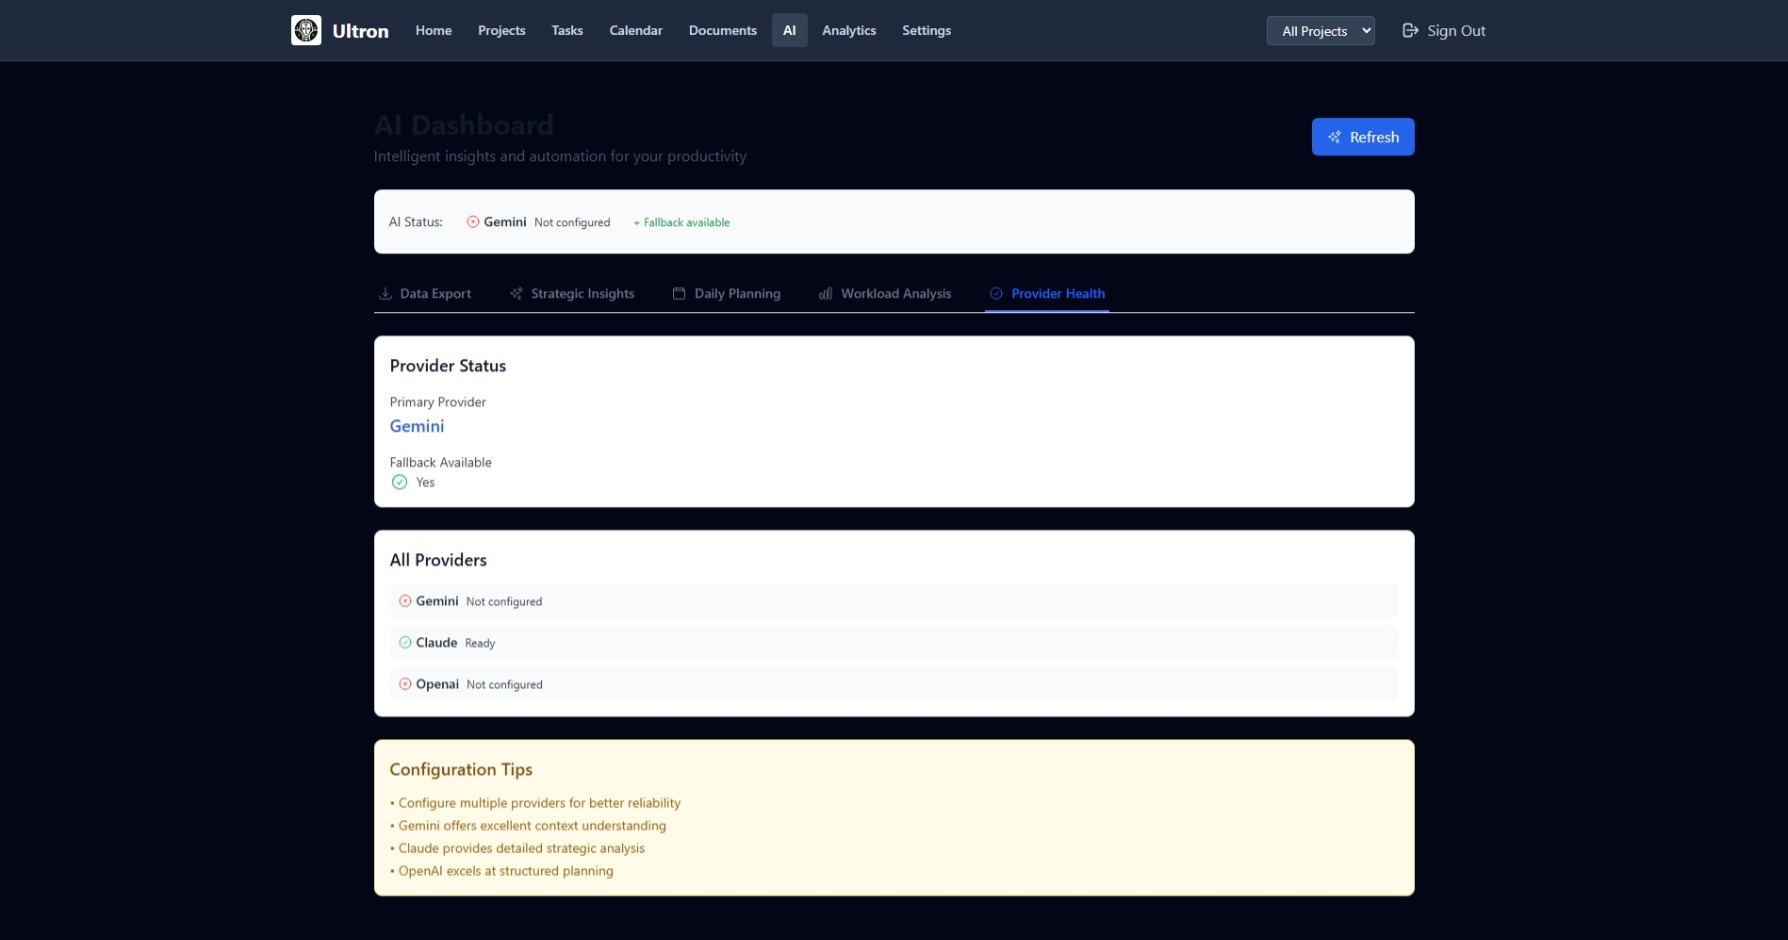 Ultron Home Projects Tasks Calendar Documents AI Analytics Settings All Projects Sign Out
AI Dashboard
Intelligent insights and automation for your productivity
Refresh
AI Status: Gemini Not configured + Fallback available
Data Export Strategic Insights Daily Planning Workload Analysis Provider Health
Provider Status
Primary Provider
Gemini
Fallback Available
Yes
All Providers
Gemini Not configured
Claude Ready
Openai Not configured
Configuration Tips
• Configure multiple providers for better reliability
• Gemini offers excellent context understanding
• Claude provides detailed strategic analysis
• OpenAI excels at structured planning